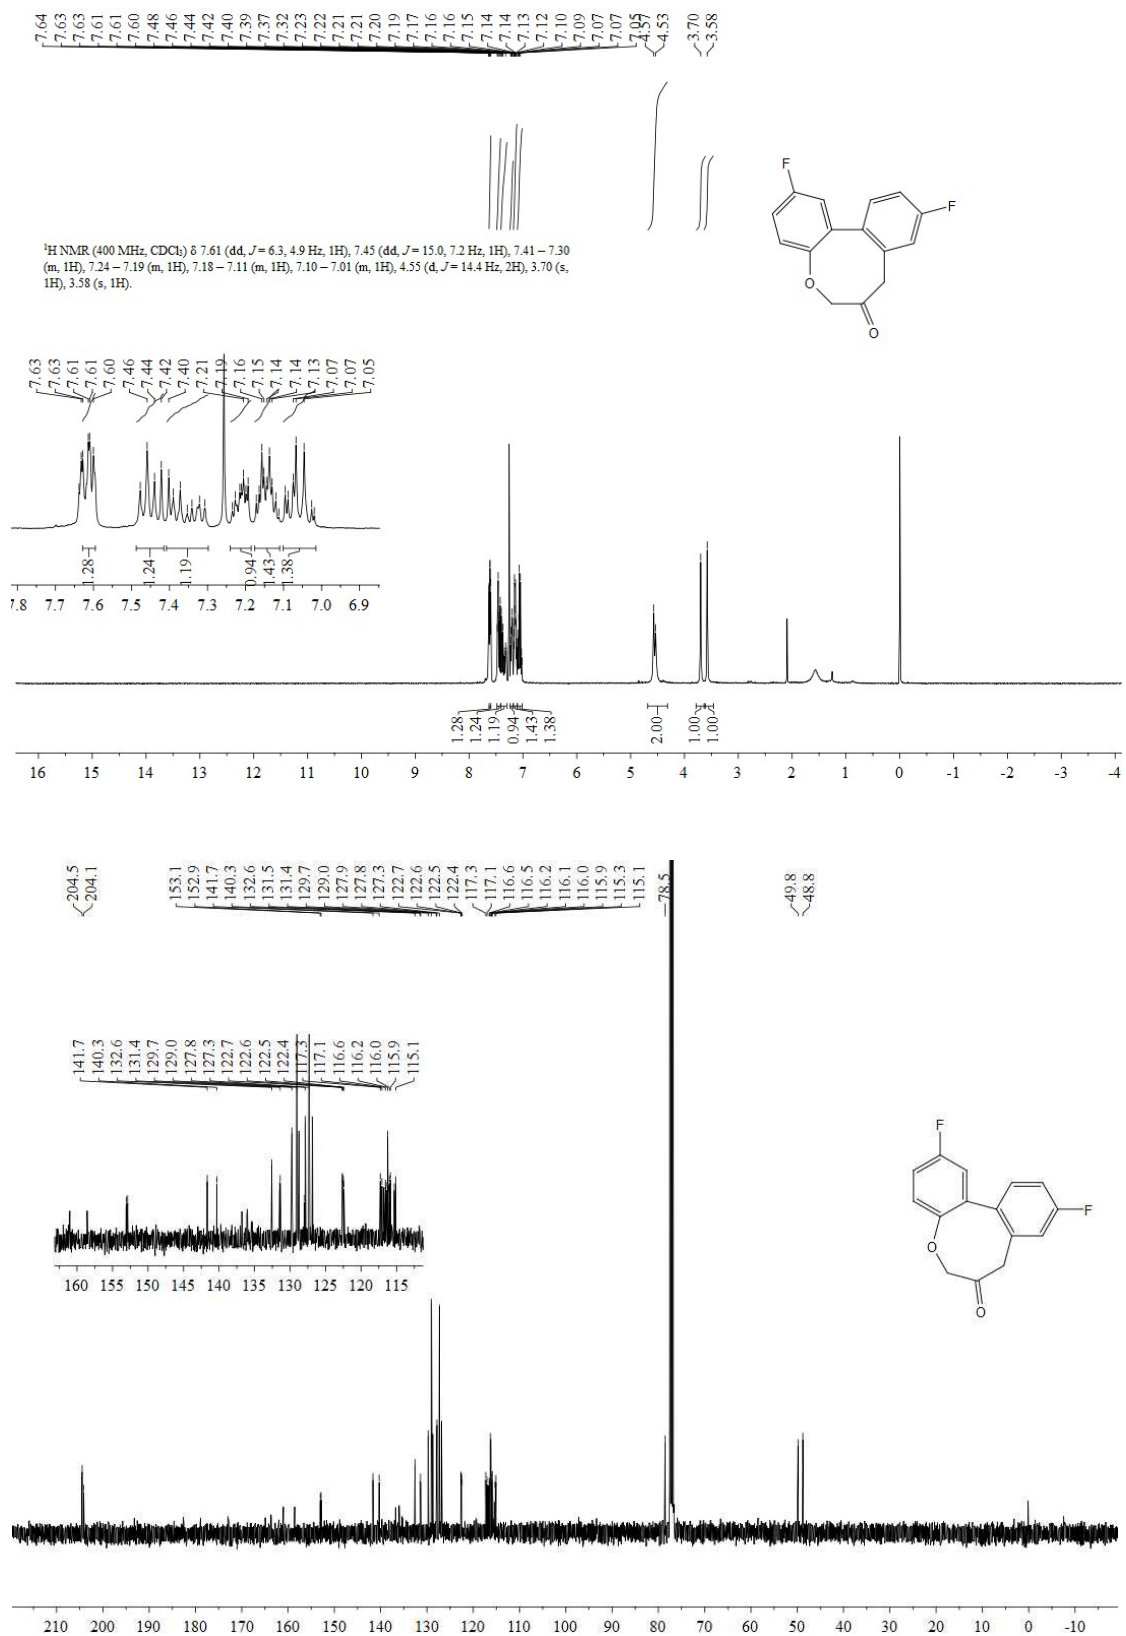 7.64 7.63 7.63 7.61 7.61 7.60 7.48 7.46 7.44 7.42 7.40 7.39 7.37 7.32 7.23 7.22 7.21 7.21 7.20 7.19 7.17 7.16 7.16 7.15 7.14 7.14 7.13 7.12 7.10 7.09 7.07 7.07 7.05 4.57 4.53 3.70 3.58
F
F
O
O
¹H NMR (400 MHz, CDCl₃) δ 7.61 (dd, J = 6.3, 4.9 Hz, 1H), 7.45 (dd, J = 15.0, 7.2 Hz, 1H), 7.41 – 7.30
(m, 1H), 7.24 – 7.19 (m, 1H), 7.18 – 7.11 (m, 1H), 7.10 – 7.01 (m, 1H), 4.55 (d, J = 14.4 Hz, 2H), 3.70 (s,
1H), 3.58 (s, 1H).
7.63 7.63 7.61 7.61 7.60 7.46 7.44 7.42 7.40 7.21 7.19 7.16 7.15 7.14 7.14 7.13 7.07 7.07 7.05
1.28 1.24 1.19 0.94 1.43 1.38
7.8 7.6 7.5 7.4 7.3 7.2 7.1 7.0 6.9
1.28 1.24 1.19 0.94 1.43 1.38 2.00 1.00 1.00
16 15 14 13 12 11 10 9 8 7 6 5 4 3 2 1 0 -1 -2 -3 -4
204.5 204.1 153.1 152.9 141.7 140.3 132.6 131.5 131.4 129.7 129.0 127.9 127.8 127.3 122.7 122.6 122.5 122.4 117.3 117.1 116.6 116.5 116.2 116.1 116.0 115.9 115.3 115.1 78.5 49.8 48.8
141.7 140.3 132.6 131.4 129.7 129.0 127.8 127.3 122.7 122.6 122.5 122.4 117.3 117.1 116.6 116.2 116.0 115.9 115.1
160 155 150 145 140 135 130 125 120 115
F
F
O
O
210 200 190 180 170 160 150 140 130 120 110 100 90 80 70 60 50 40 30 20 10 0 -10